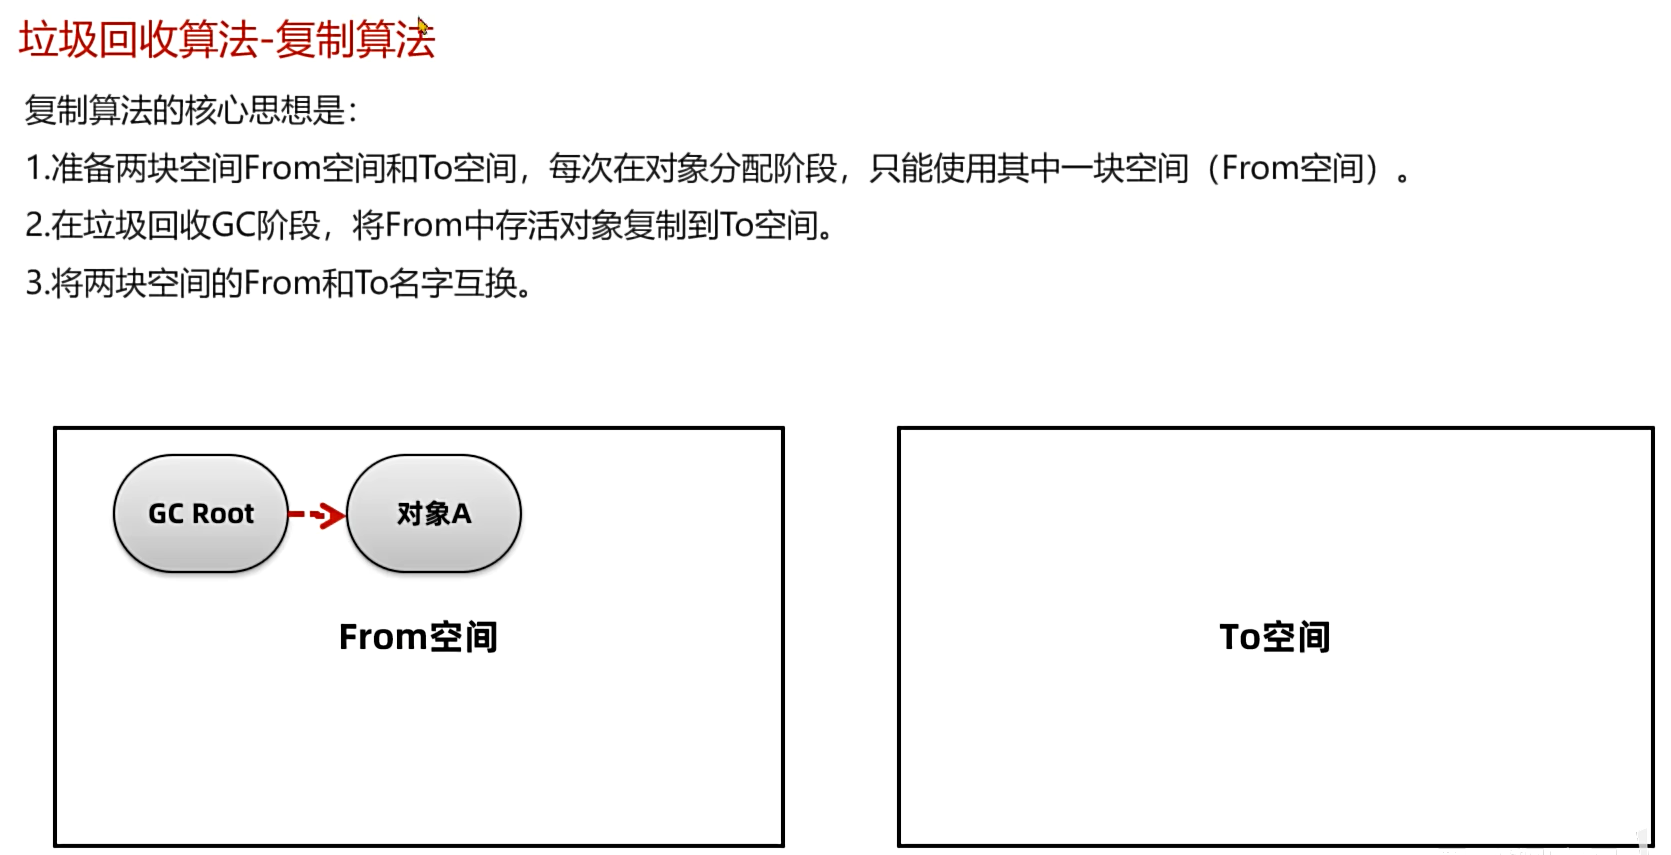 垃圾回收算法-复制算法
复制算法的核心思想是：
1.准备两块空间From空间和To空间，每次在对象分配阶段，只能使用其中一块空间（From空间）。
2.在垃圾回收GC阶段，将From中存活对象复制到To空间。
3.将两块空间的From和To名字互换。
GC Root
对象A
From空间
To空间